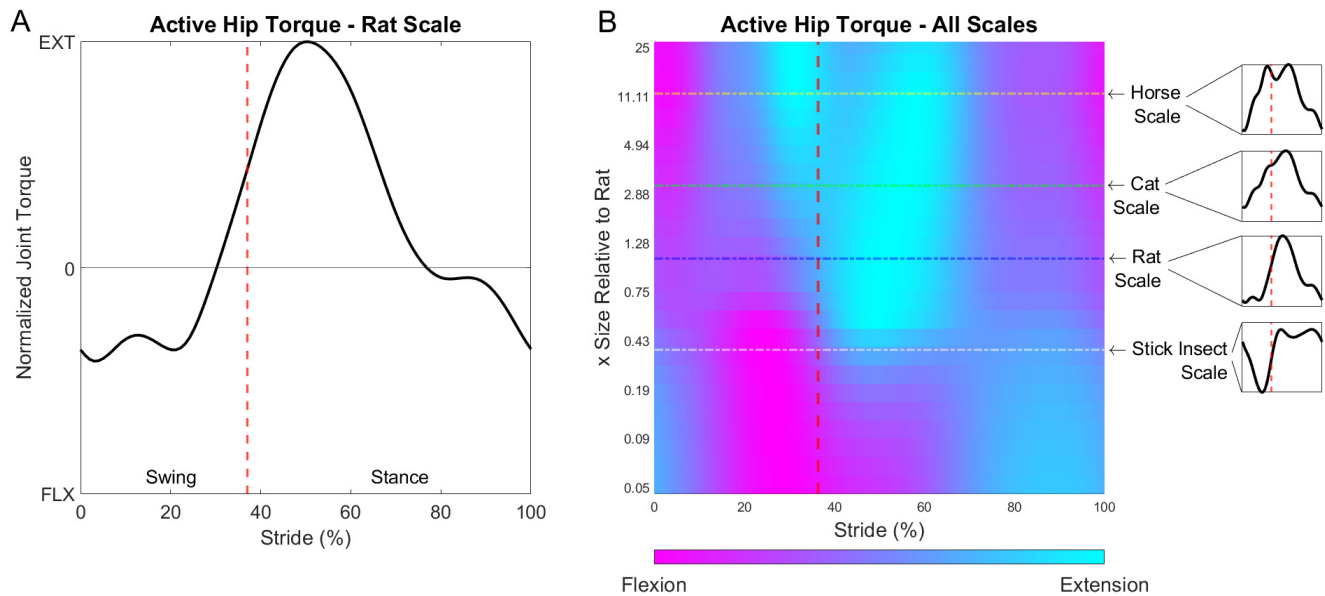 A
Active Hip Torque - Rat Scale
EXT
0
FLX
Normalized Joint Torque
Swing
Stance
0 20 40 60 80 100
Stride (%)
B
Active Hip Torque - All Scales
x Size Relative to Rat
25
11.11
4.94
2.88
1.28
0.75
0.43
0.19
0.09
0.05
0 20 40 60 80 100
Stride (%)
Flexion
Extension
← Horse
Scale
← Cat
Scale
← Rat
Scale
← Stick Insect
Scale